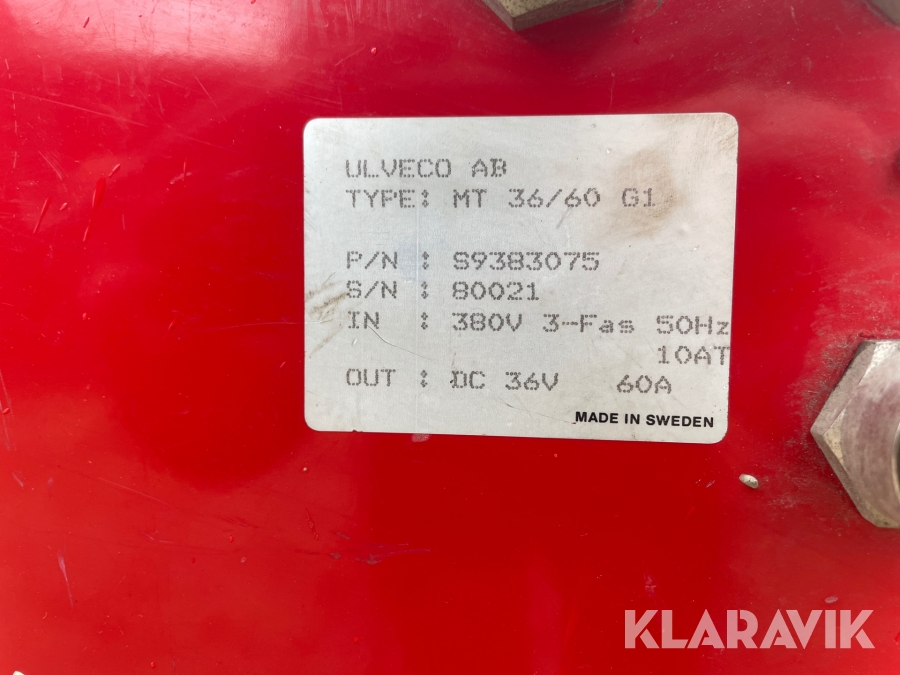 ULVECO AB
TYPE: MT 36/60 G1
P/N : S9383075
S/N : 80021
IN : 380V 3-Fas 50Hz
10AT
OUT : DC 36V 60A
MADE IN SWEDEN
KLARAVIK